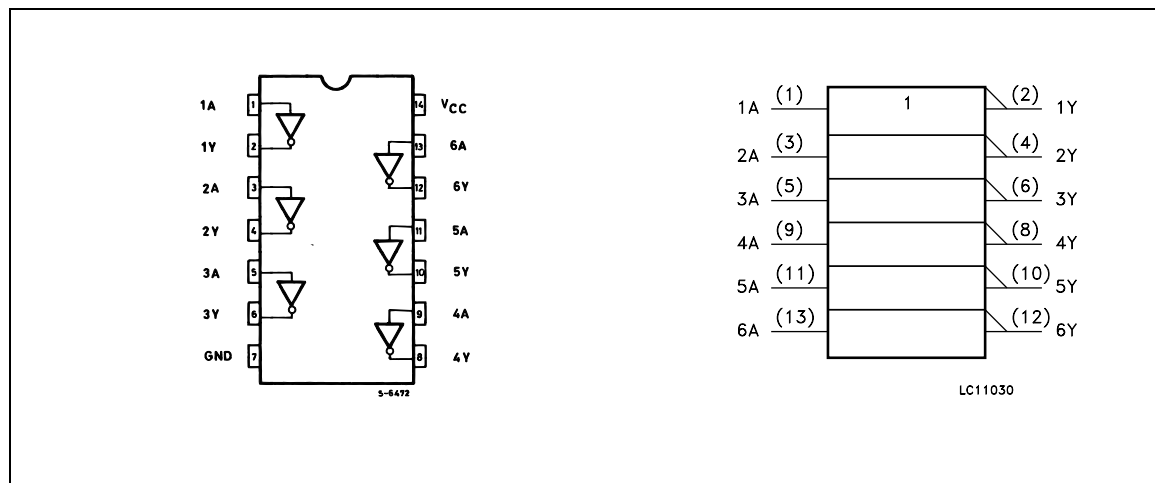 1A 1 14 VCC
1Y 2 13 6A
2A 3 12 6Y
2Y 4 11 5A
3A 5 10 5Y
3Y 6 9 4A
GND 7 8 4Y
S-6472
1A (1) 1 (2) 1Y
2A (3) (4) 2Y
3A (5) (6) 3Y
4A (9) (8) 4Y
5A (11) (10) 5Y
6A (13) (12) 6Y
LC11030